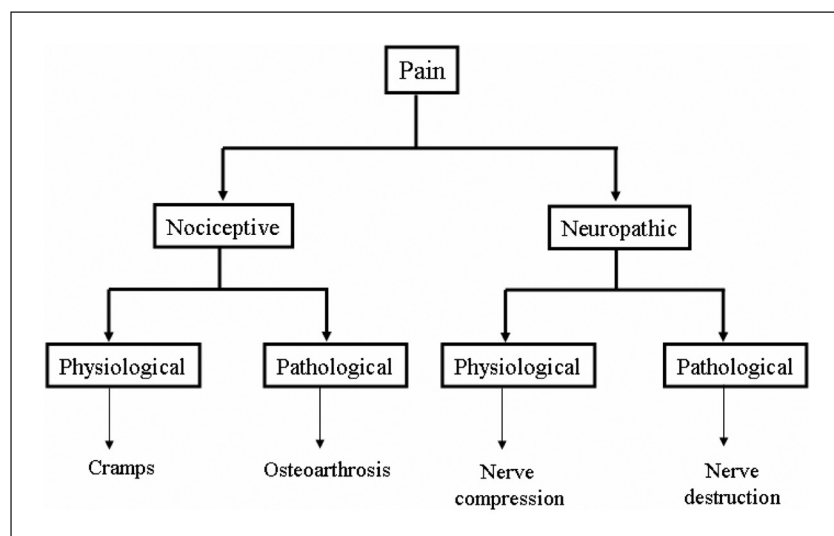 Pain
Nociceptive
Neuropathic
Physiological
Pathological
Physiological
Pathological
Cramps
Osteoarthrosis
Nerve
compression
Nerve
destruction